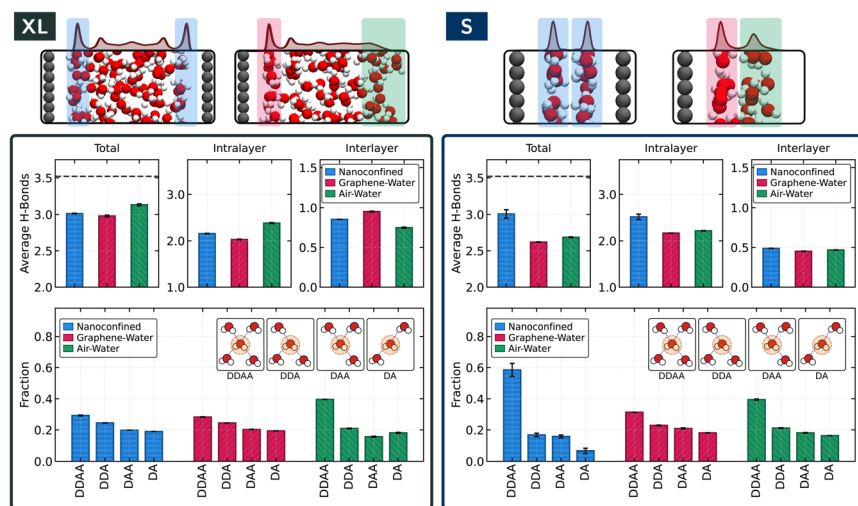 XL
S
Total
Intralayer
Interlayer
Average H-Bonds
3.5
3.0
2.5
2.0
3.0
2.0
1.0
1.5
1.0
0.5
0.0
Nanoconfined
Graphene-Water
Air-Water
Fraction
0.8
0.6
0.4
0.2
0.0
Nanoconfined
Graphene-Water
Air-Water
DDAA
DDA
DAA
DA
DDAA
DDA
DAA
DA
DDAA
DDA
DAA
DA
DDAA
DDA
DAA
DA
Total
Intralayer
Interlayer
Average H-Bonds
3.5
3.0
2.5
2.0
3.0
2.0
1.0
1.5
1.0
0.5
0.0
Nanoconfined
Graphene-Water
Air-Water
Fraction
0.8
0.6
0.4
0.2
0.0
Nanoconfined
Graphene-Water
Air-Water
DDAA
DDA
DAA
DA
DDAA
DDA
DAA
DA
DDAA
DDA
DAA
DA
DDAA
DDA
DAA
DA